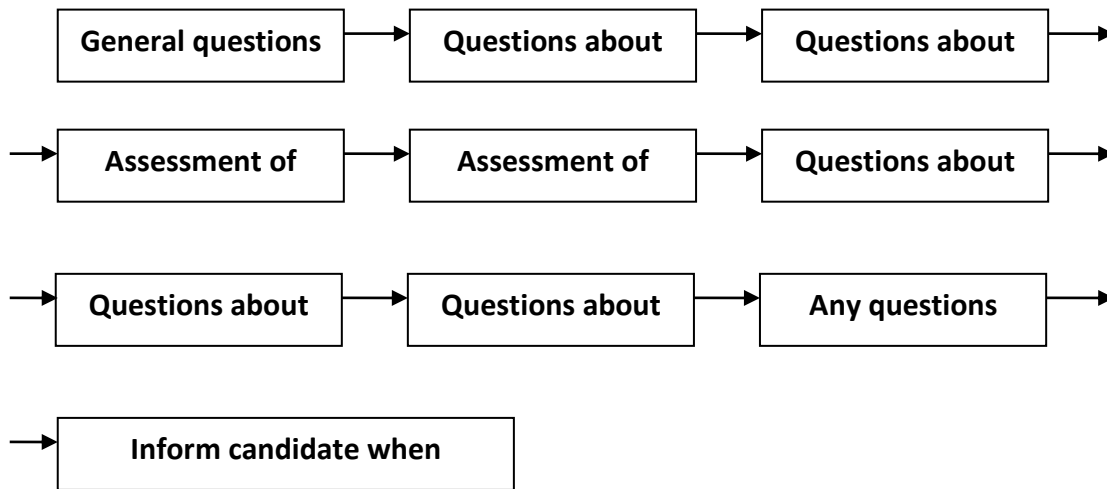 General questions
Questions about
Questions about
Assessment of
Assessment of
Questions about
Questions about
Questions about
Any questions
Inform candidate when